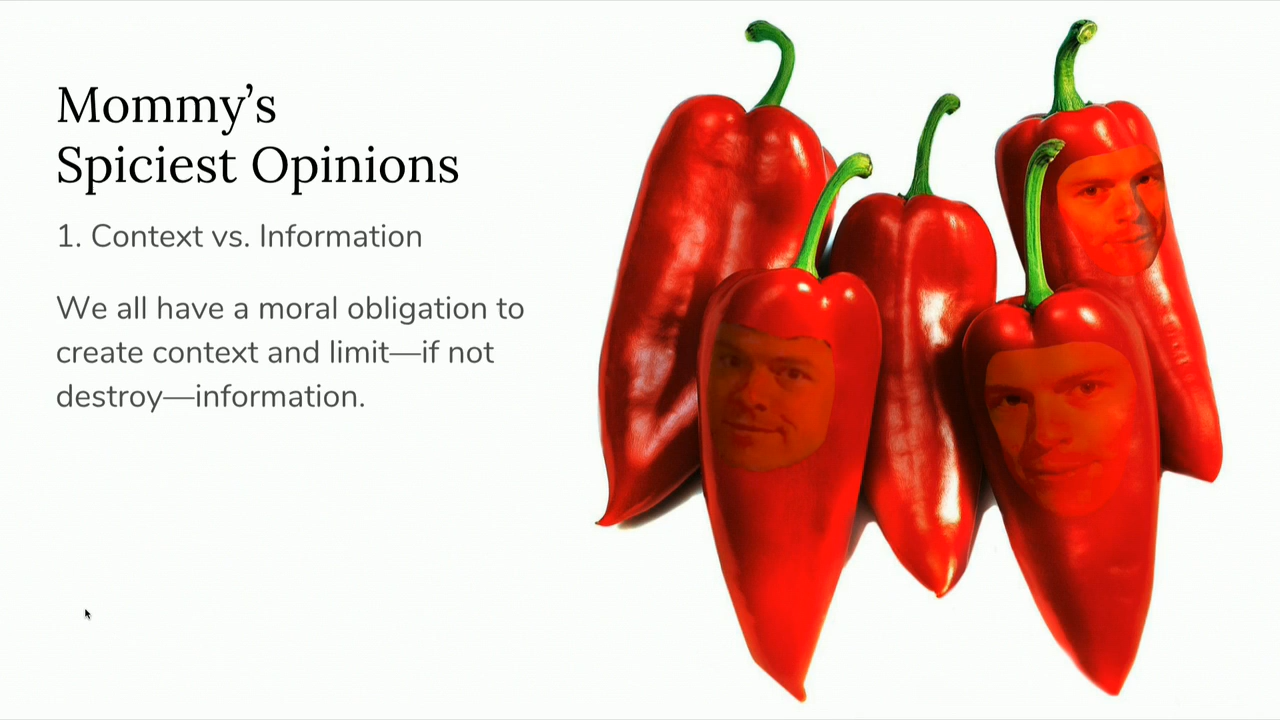 Mommy’s
Spiciest Opinions
1. Context vs. Information
We all have a moral obligation to
create context and limit—if not
destroy—information.